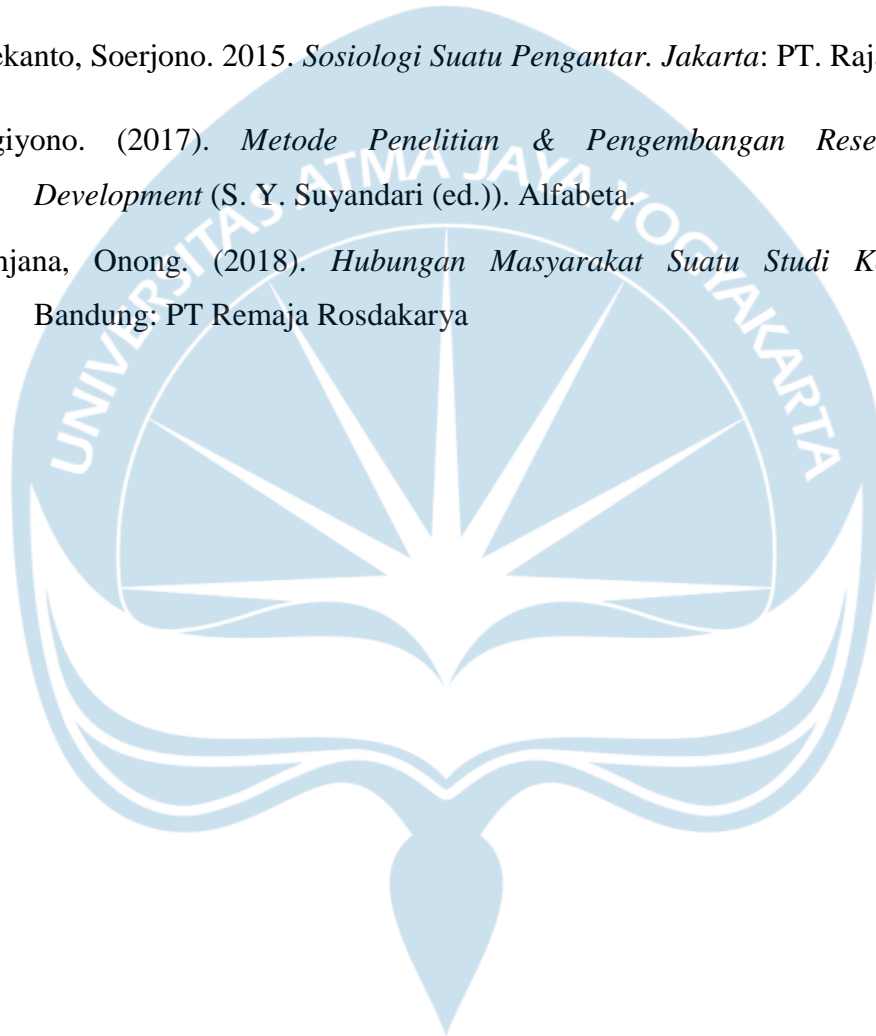 ekanto, Soerjono. 2015. Sosiologi Suatu Pengantar. Jakarta: PT. Raja
giyono. (2017). Metode Penelitian & Pengembangan Rese
Development (S. Y. Suyandari (ed.)). Alfabeta.
njana, Onong. (2018). Hubungan Masyarakat Suatu Studi K
Bandung: PT Remaja Rosdakarya
UNIVERSITAS ATMA JAYA YOGYAKARTA